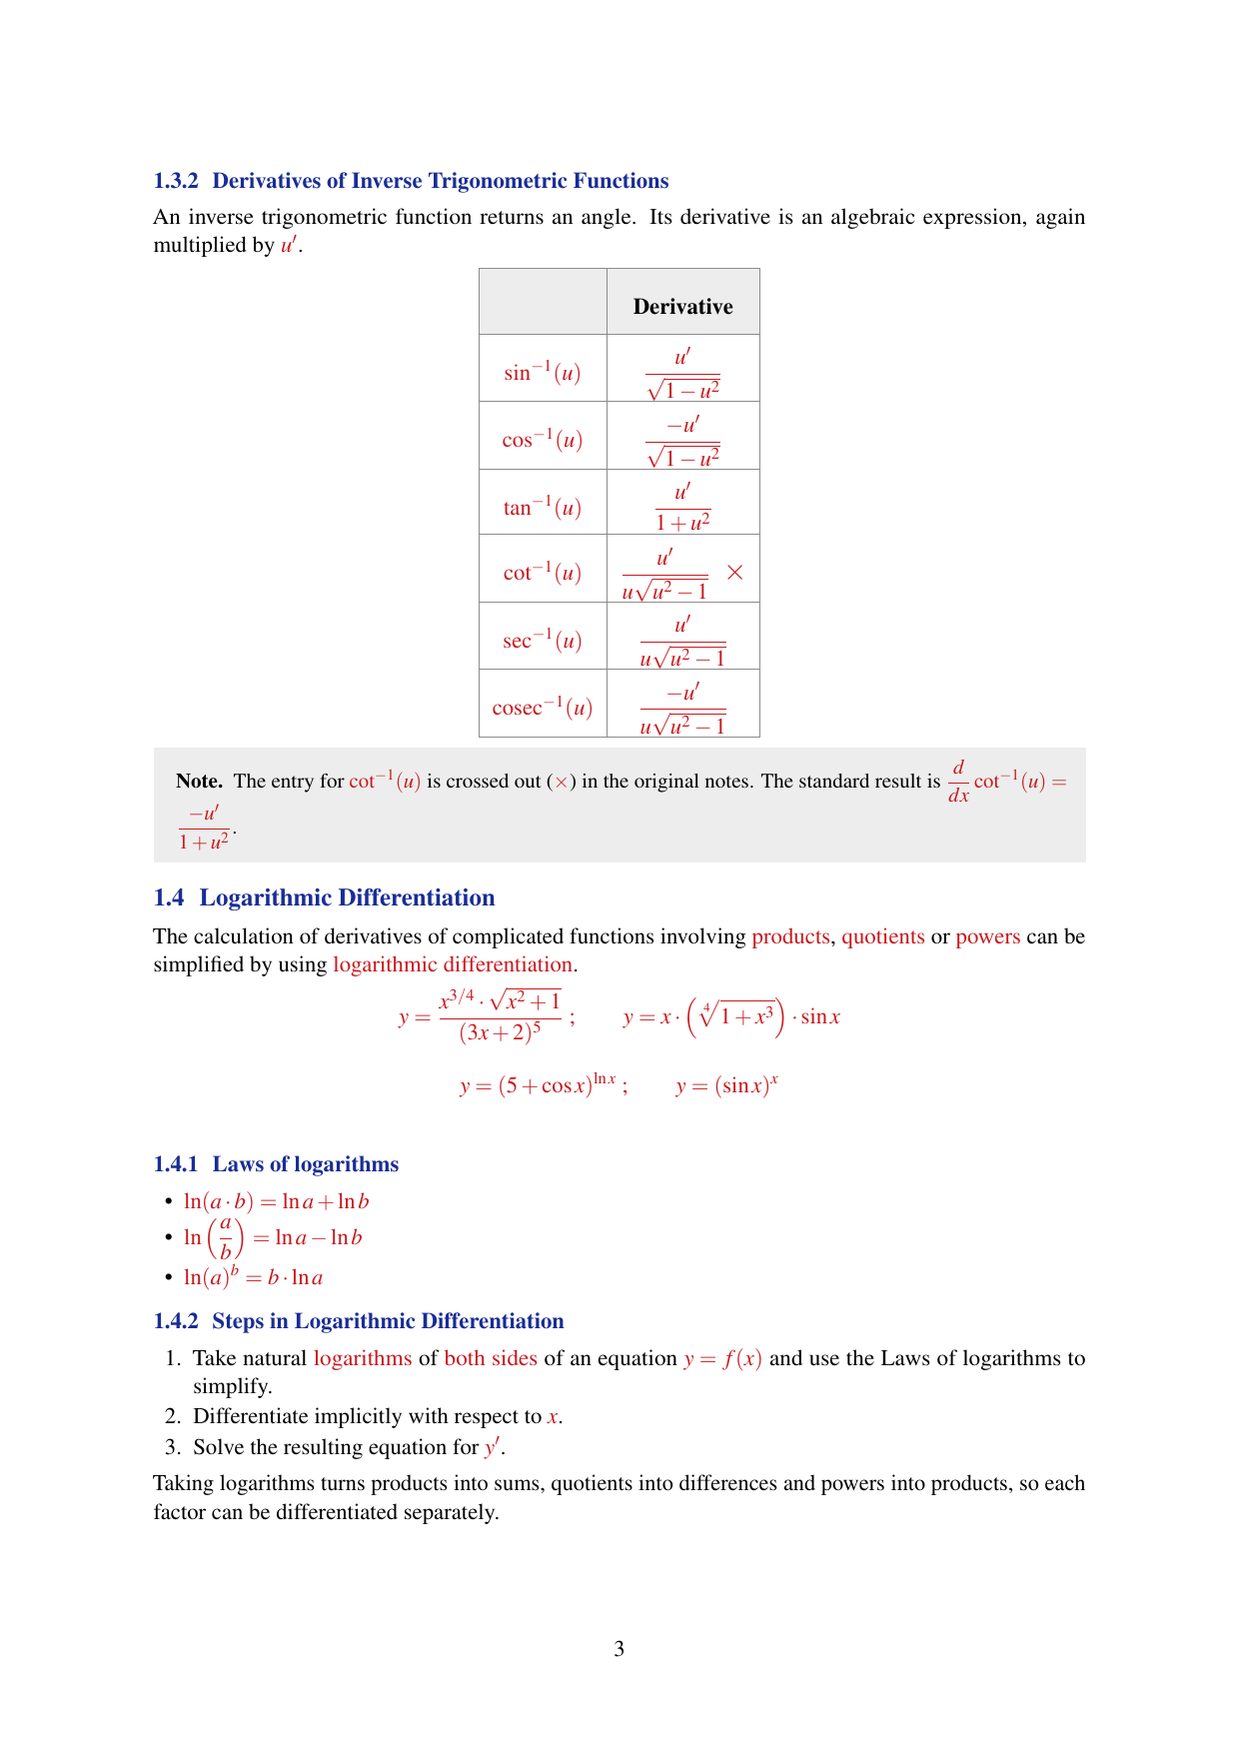 1.3.2 Derivatives of Inverse Trigonometric Functions
An inverse trigonometric function returns an angle. Its derivative is an algebraic expression, again
multiplied by u′.
Derivative
sin⁻¹(u) u′/√(1 − u²)
cos⁻¹(u) −u′/√(1 − u²)
tan⁻¹(u) u′/(1 + u²)
cot⁻¹(u) u′/(u√(u² − 1)) ×
sec⁻¹(u) u′/(u√(u² − 1))
cosec⁻¹(u) −u′/(u√(u² − 1))
Note. The entry for cot⁻¹(u) is crossed out (×) in the original notes. The standard result is d/dx cot⁻¹(u) =
−u′/(1 + u²).
1.4 Logarithmic Differentiation
The calculation of derivatives of complicated functions involving products, quotients or powers can be
simplified by using logarithmic differentiation.
y = (x^{3/4} · √(x² + 1))/(3x + 2)⁵ ; y = x · (∜(1 + x³)) · sin x
y = (5 + cos x)^{ln x} ; y = (sin x)^x
1.4.1 Laws of logarithms
• ln(a · b) = ln a + ln b
• ln(a/b) = ln a − ln b
• ln(a)^b = b · ln a
1.4.2 Steps in Logarithmic Differentiation
1. Take natural logarithms of both sides of an equation y = f(x) and use the Laws of logarithms to
simplify.
2. Differentiate implicitly with respect to x.
3. Solve the resulting equation for y′.
Taking logarithms turns products into sums, quotients into differences and powers into products, so each
factor can be differentiated separately.
3